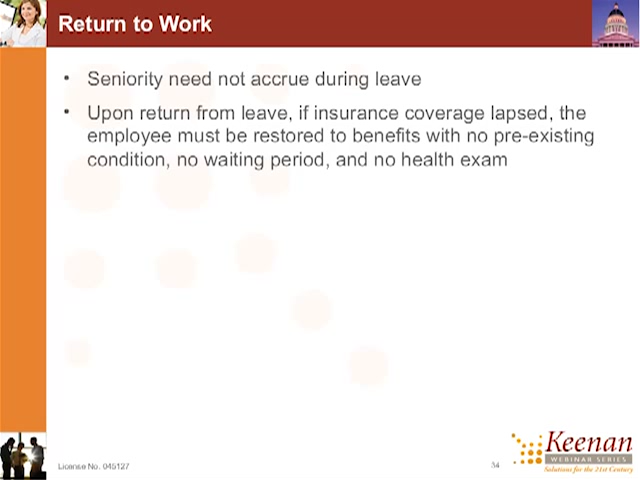 Return to Work
• Seniority need not accrue during leave
• Upon return from leave, if insurance coverage lapsed, the
employee must be restored to benefits with no pre-existing
condition, no waiting period, and no health exam
License No. 045127
34
Keenan
WEBINAR SERIES
Solutions for the 21st Century